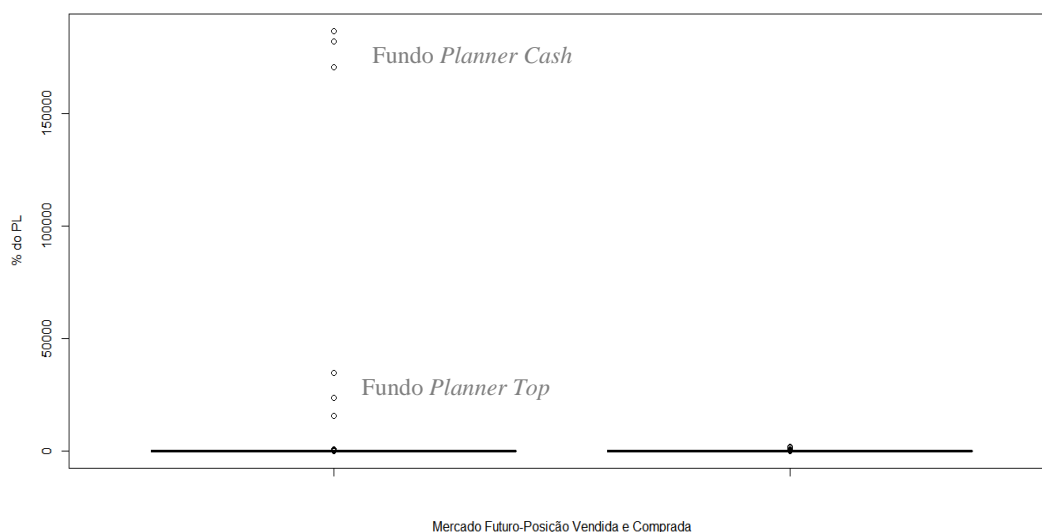 Fundo Planner Cash
150000
100000
% do PL
50000
Fundo Planner Top
0
Mercado Futuro-Posição Vendida e Comprada